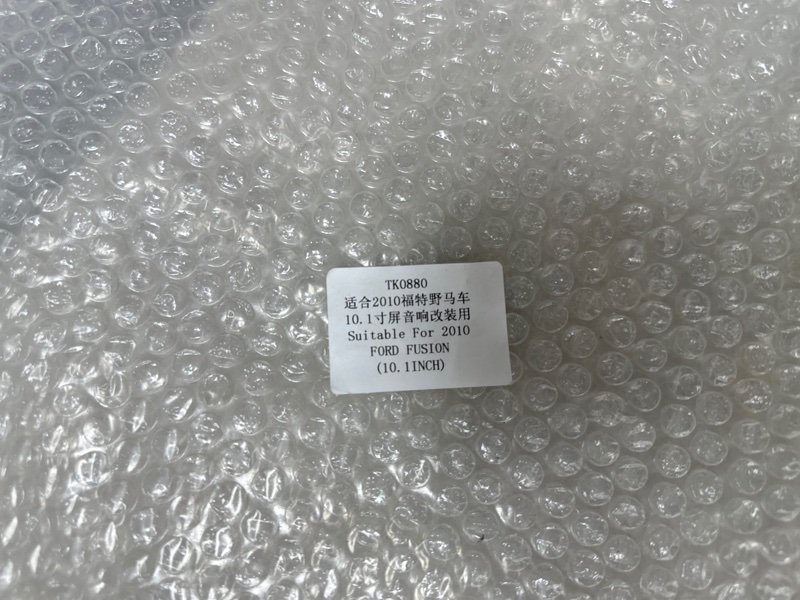 TK0880
适合2010福特野马车
10.1寸屏音响改装用
Suitable For 2010
FORD FUSION
(10.1INCH)